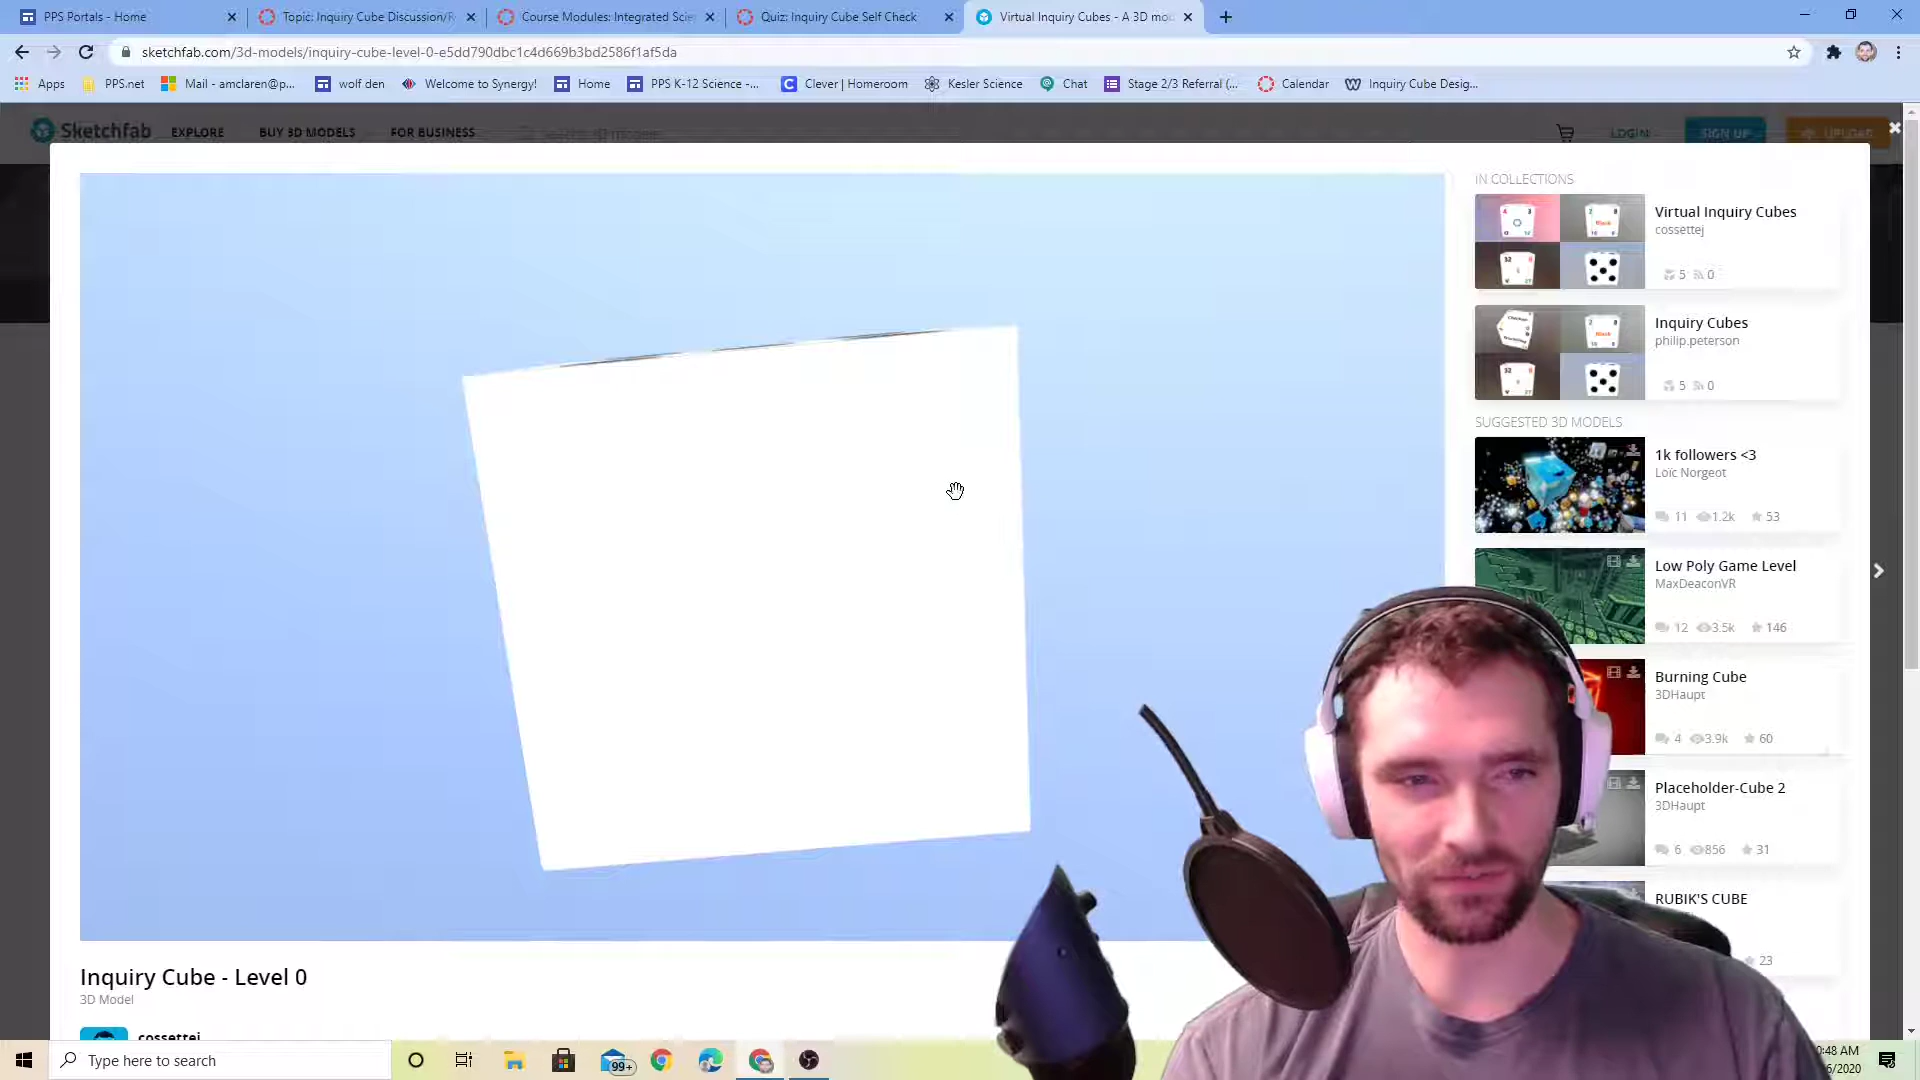 PPS Portals - Home
Topic: Inquiry Cube Discussion/R
Course Modules: Integrated Scie
Quiz: Inquiry Cube Self Check
Virtual Inquiry Cubes - A 3D mod
sketchfab.com/3d-models/inquiry-cube-level-0-e5dd790dbc1c4d669b3bd2586f1af5da
Apps
PPS.net
Mail - amclaren@p...
wolf den
Welcome to Synergy!
Home
PPS K-12 Science -...
Clever | Homeroom
Kesler Science
Chat
Stage 2/3 Referral (...
Calendar
Inquiry Cube Desig...
Sketchfab
EXPLORE
BUY 3D MODELS
FOR BUSINESS
LOGIN
SIGN UP
UPLOAD
IN COLLECTIONS
Virtual Inquiry Cubes
cossettej
5 0
Inquiry Cubes
philip.peterson
5 0
SUGGESTED 3D MODELS
1k followers <3
Loïc Norgeot
11 1.2k 53
Low Poly Game Level
MaxDeaconVR
12 3.5k 146
Burning Cube
3DHaupt
4 3.9k 60
Placeholder-Cube 2
3DHaupt
6 856 31
RUBIK'S CUBE
23
Inquiry Cube - Level 0
3D Model
cossettej
Type here to search
99+
:48 AM
6/2020